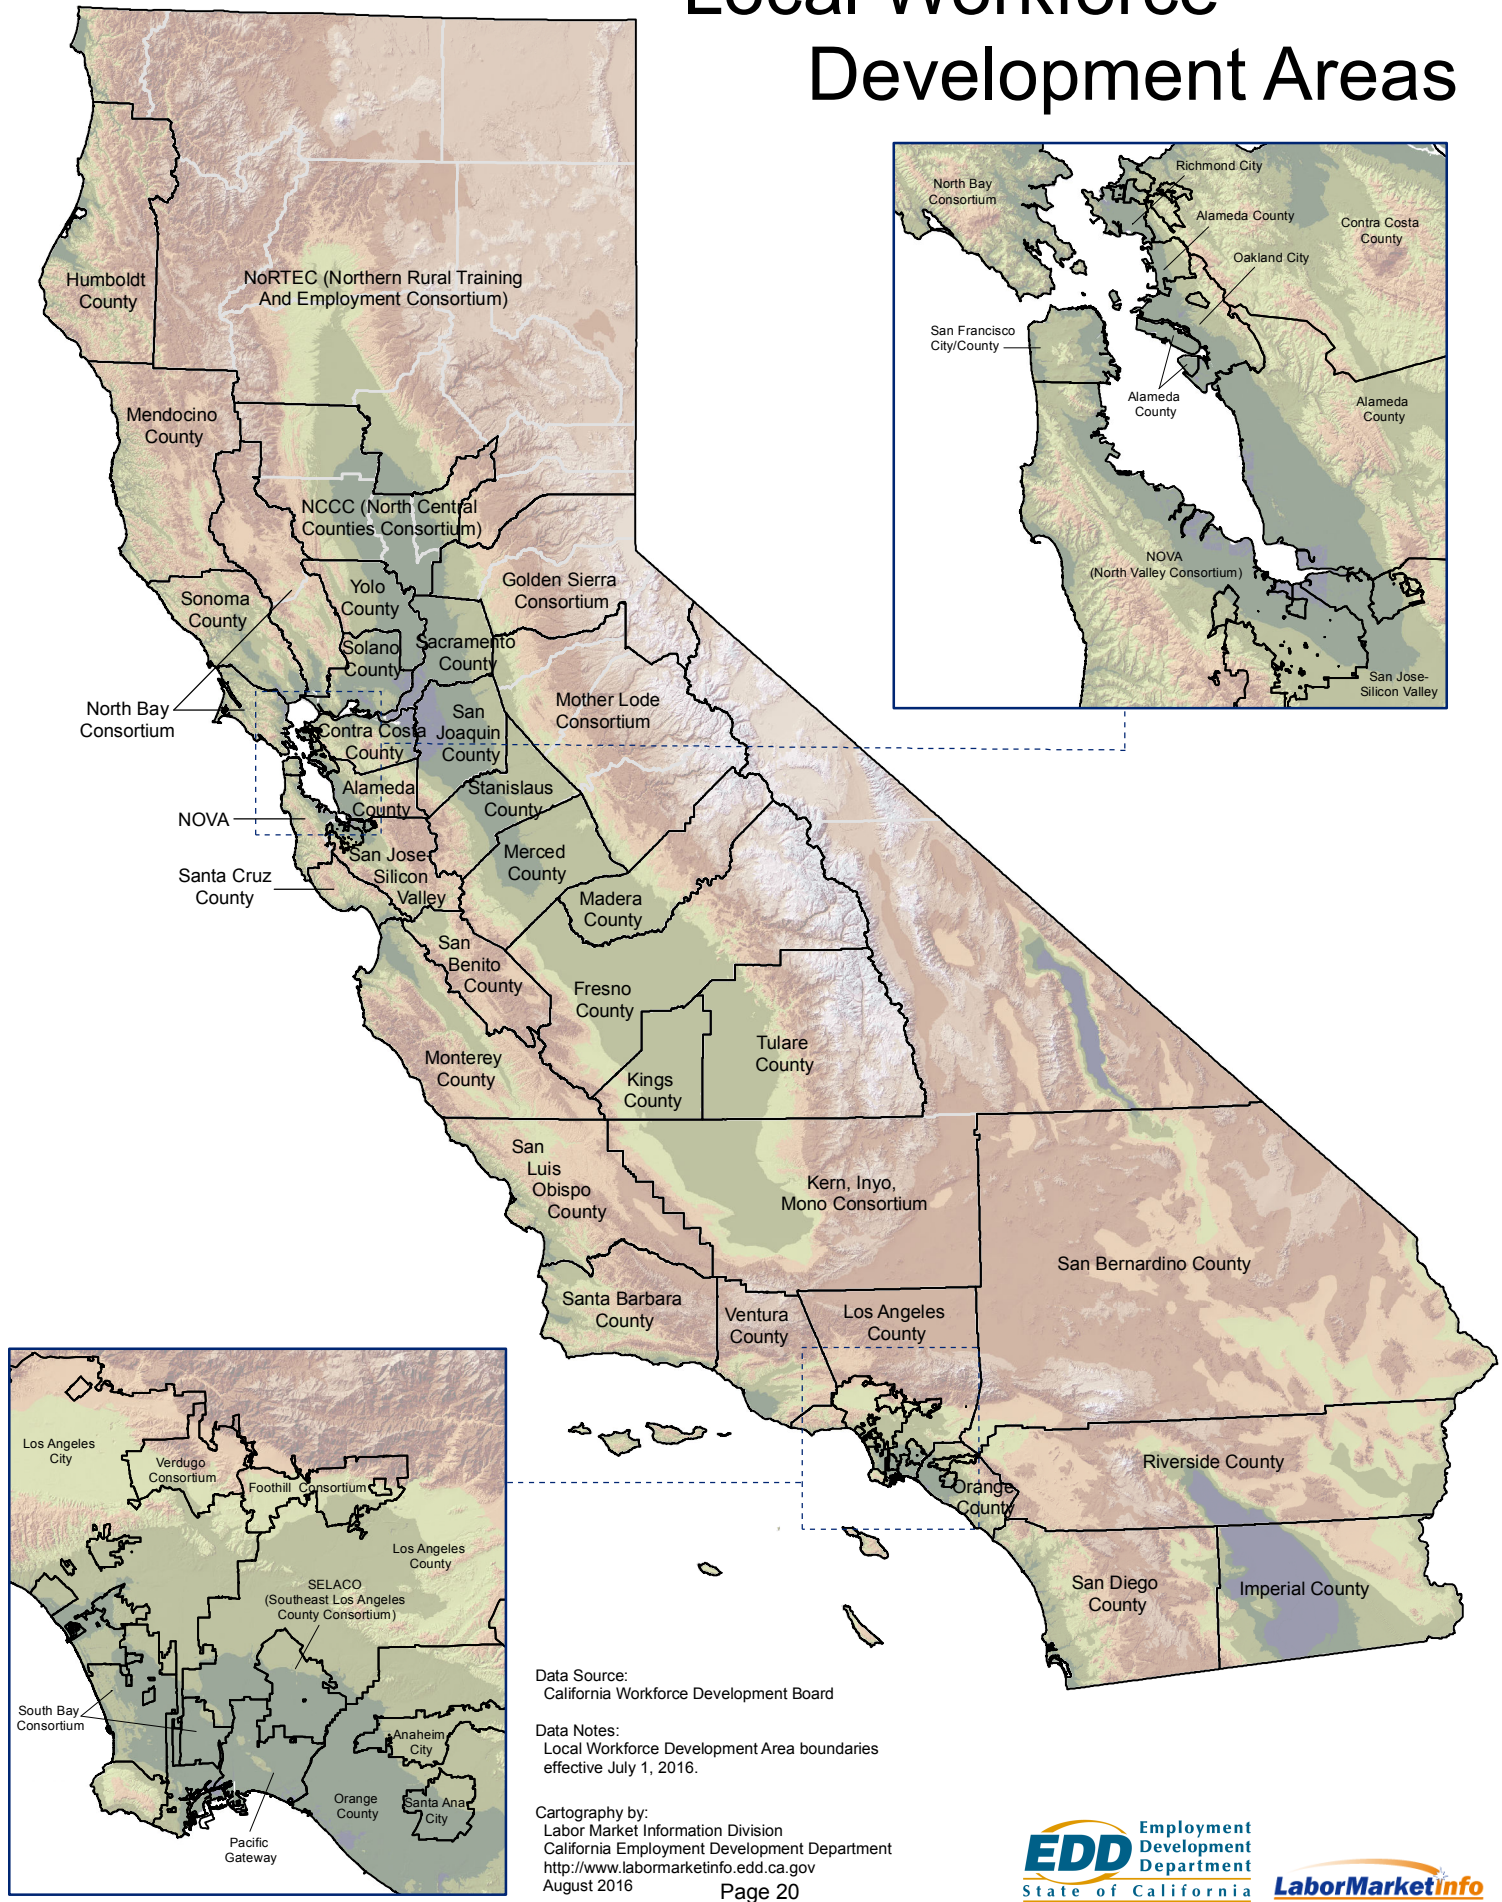 Local Workforce
Development Areas
Humboldt
County
NoRTEC (Northern Rural Training
And Employment Consortium)
Mendocino
County
NCCC (North Central
Counties Consortium)
Golden Sierra
Consortium
Yolo
County
Sonoma
County
Solano
County
Sacramento
County
North Bay
Consortium
Mother Lode
Consortium
San
Joaquin
County
Contra Costa
County
Alameda
County
Stanislaus
County
NOVA
San Jose-
Silicon
Valley
Merced
County
Santa Cruz
County
Madera
County
San
Benito
County
Fresno
County
Monterey
County
Kings
County
Tulare
County
San
Luis
Obispo
County
Kern, Inyo,
Mono Consortium
San Bernardino County
Santa Barbara
County
Ventura
County
Los Angeles
County
Orange
County
Riverside County
San Diego
County
Imperial County
North Bay
Consortium
Richmond City
Alameda County
Contra Costa
County
Oakland City
San Francisco
City/County
Alameda
County
Alameda
County
NOVA
(North Valley Consortium)
San Jose-
Silicon Valley
Los Angeles
City
Verdugo
Consortium
Foothill Consortium
Los Angeles
County
SELACO
(Southeast Los Angeles
County Consortium)
South Bay
Consortium
Anaheim
City
Orange
County
Santa Ana
City
Pacific
Gateway
Data Source:
California Workforce Development Board
Data Notes:
Local Workforce Development Area boundaries
effective July 1, 2016.
Cartography by:
Labor Market Information Division
California Employment Development Department
http://www.labormarketinfo.edd.ca.gov
August 2016
Page 20
EDD
Employment
Development
Department
State of California
LaborMarketinfo